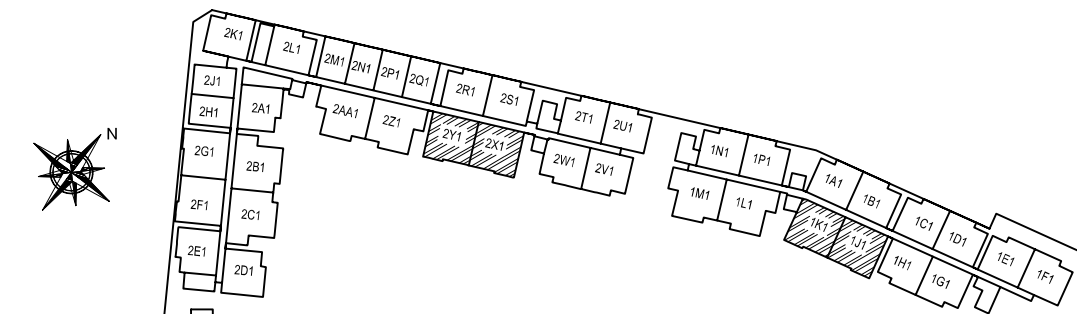 2K1
2L1
2M1
2N1
2P1
2Q1
2R1
2S1
2T1
2U1
2J1
2H1
2A1
2AA1
2Z1
2Y1
2X1
2W1
2V1
N
2G1
2B1
2F1
2C1
2E1
2D1
1N1
1P1
1A1
1B1
1C1
1D1
1E1
1F1
1M1
1L1
1K1
1J1
1H1
1G1